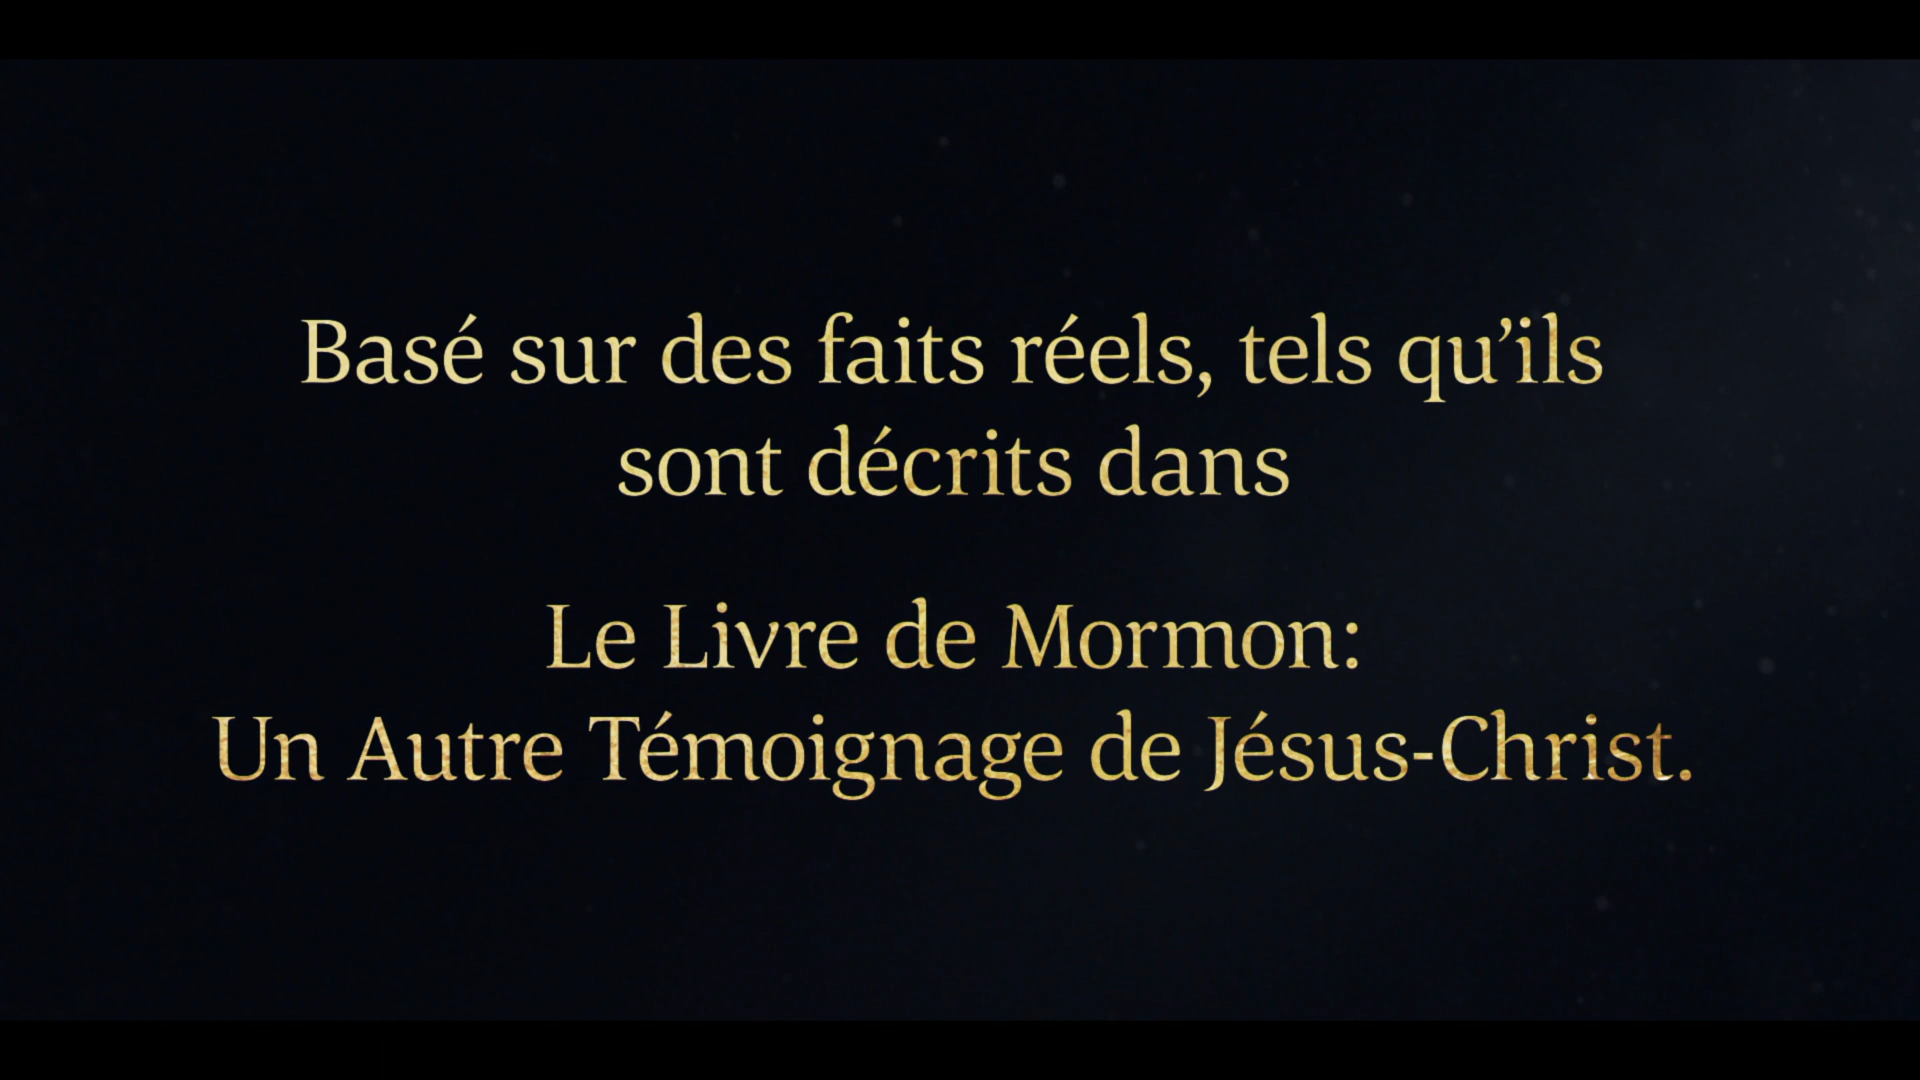 Basé sur des faits réels, tels qu’ils
sont décrits dans
Le Livre de Mormon:
Un Autre Témoignage de Jésus-Christ.